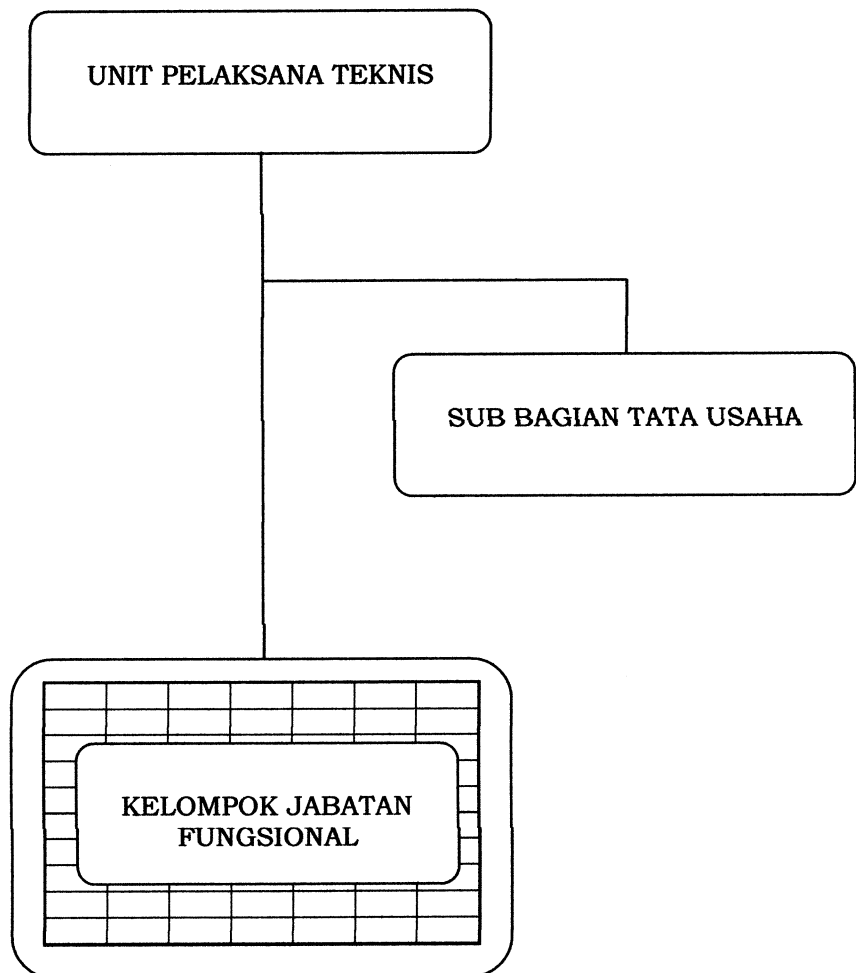 UNIT PELAKSANA TEKNIS
SUB BAGIAN TATA USAHA
KELOMPOK JABATAN
FUNGSIONAL